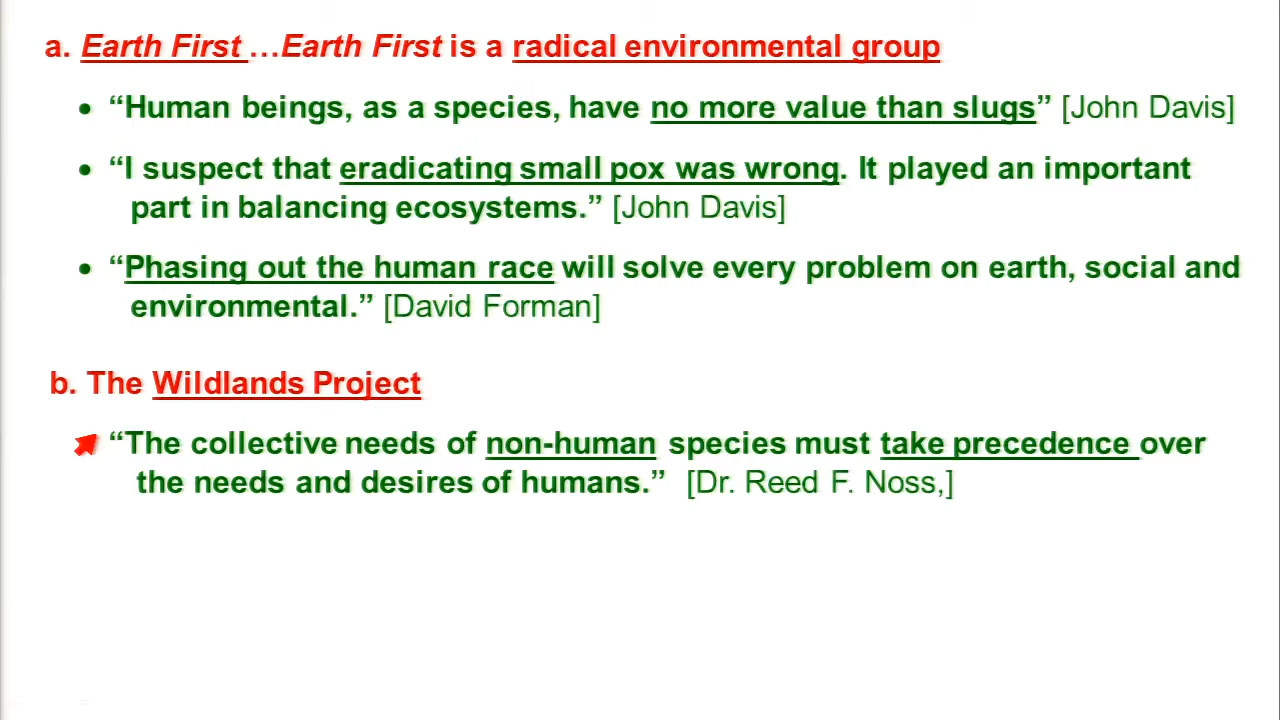 a. Earth First …Earth First is a radical environmental group
• “Human beings, as a species, have no more value than slugs” [John Davis]
• “I suspect that eradicating small pox was wrong. It played an important
part in balancing ecosystems.” [John Davis]
• “Phasing out the human race will solve every problem on earth, social and
environmental.” [David Forman]
b. The Wildlands Project
“The collective needs of non-human species must take precedence over
the needs and desires of humans.” [Dr. Reed F. Noss,]